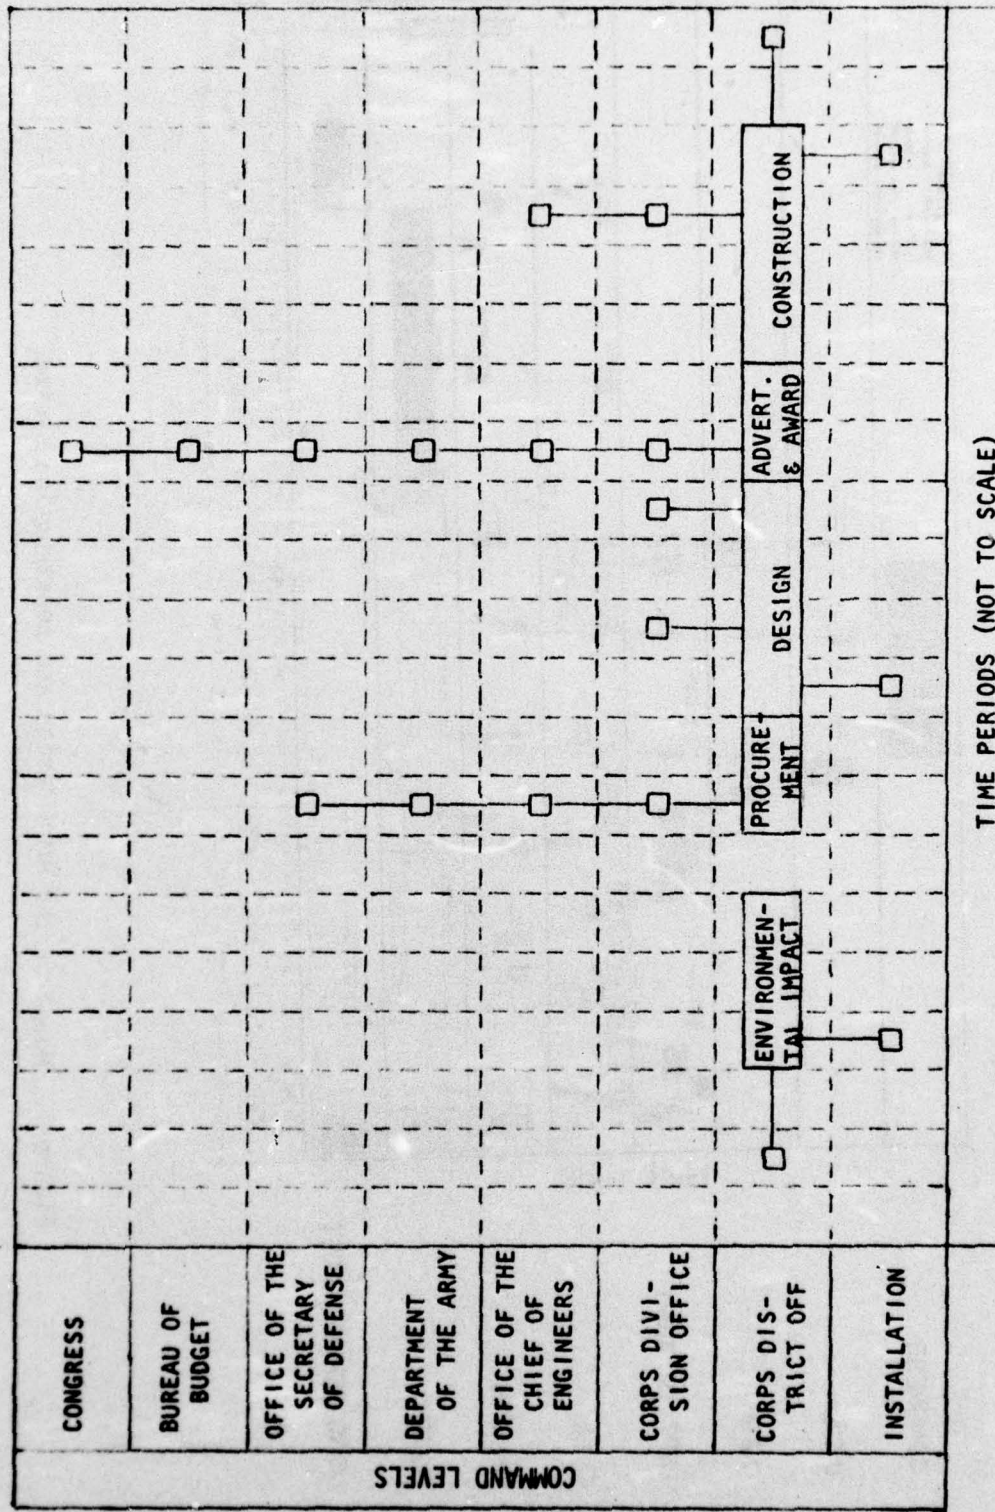 COMMAND LEVELS
CONGRESS
BUREAU OF
BUDGET
OFFICE OF THE
SECRETARY
OF DEFENSE
DEPARTMENT
OF THE ARMY
OFFICE OF THE
CHIEF OF
ENGINEERS
CORPS DIVI-
SION OFFICE
CORPS DIS-
TRICT OFF
INSTALLATION
ENVIRONMEN-
TAL IMPACT
PROCURE-
MENT
DESIGN
ADVERT.
& AWARD
CONSTRUCTION
TIME PERIODS (NOT TO SCALE)